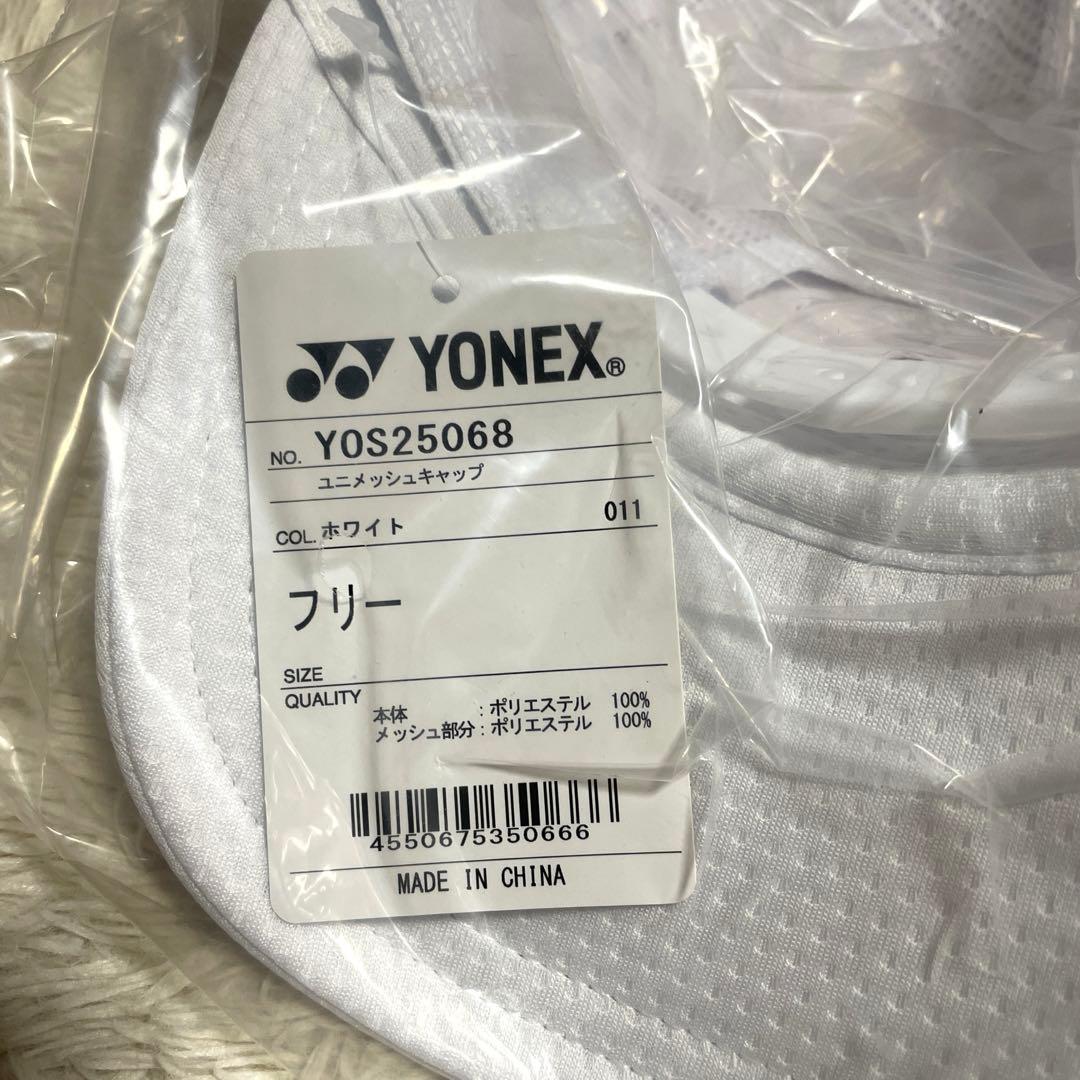 YONEX®
NO. YOS25068
ユニメッシュキャップ
COL. ホワイト 011
フリー
SIZE
QUALITY
本体 : ポリエステル 100%
メッシュ部分 : ポリエステル 100%
4550675350666
MADE IN CHINA